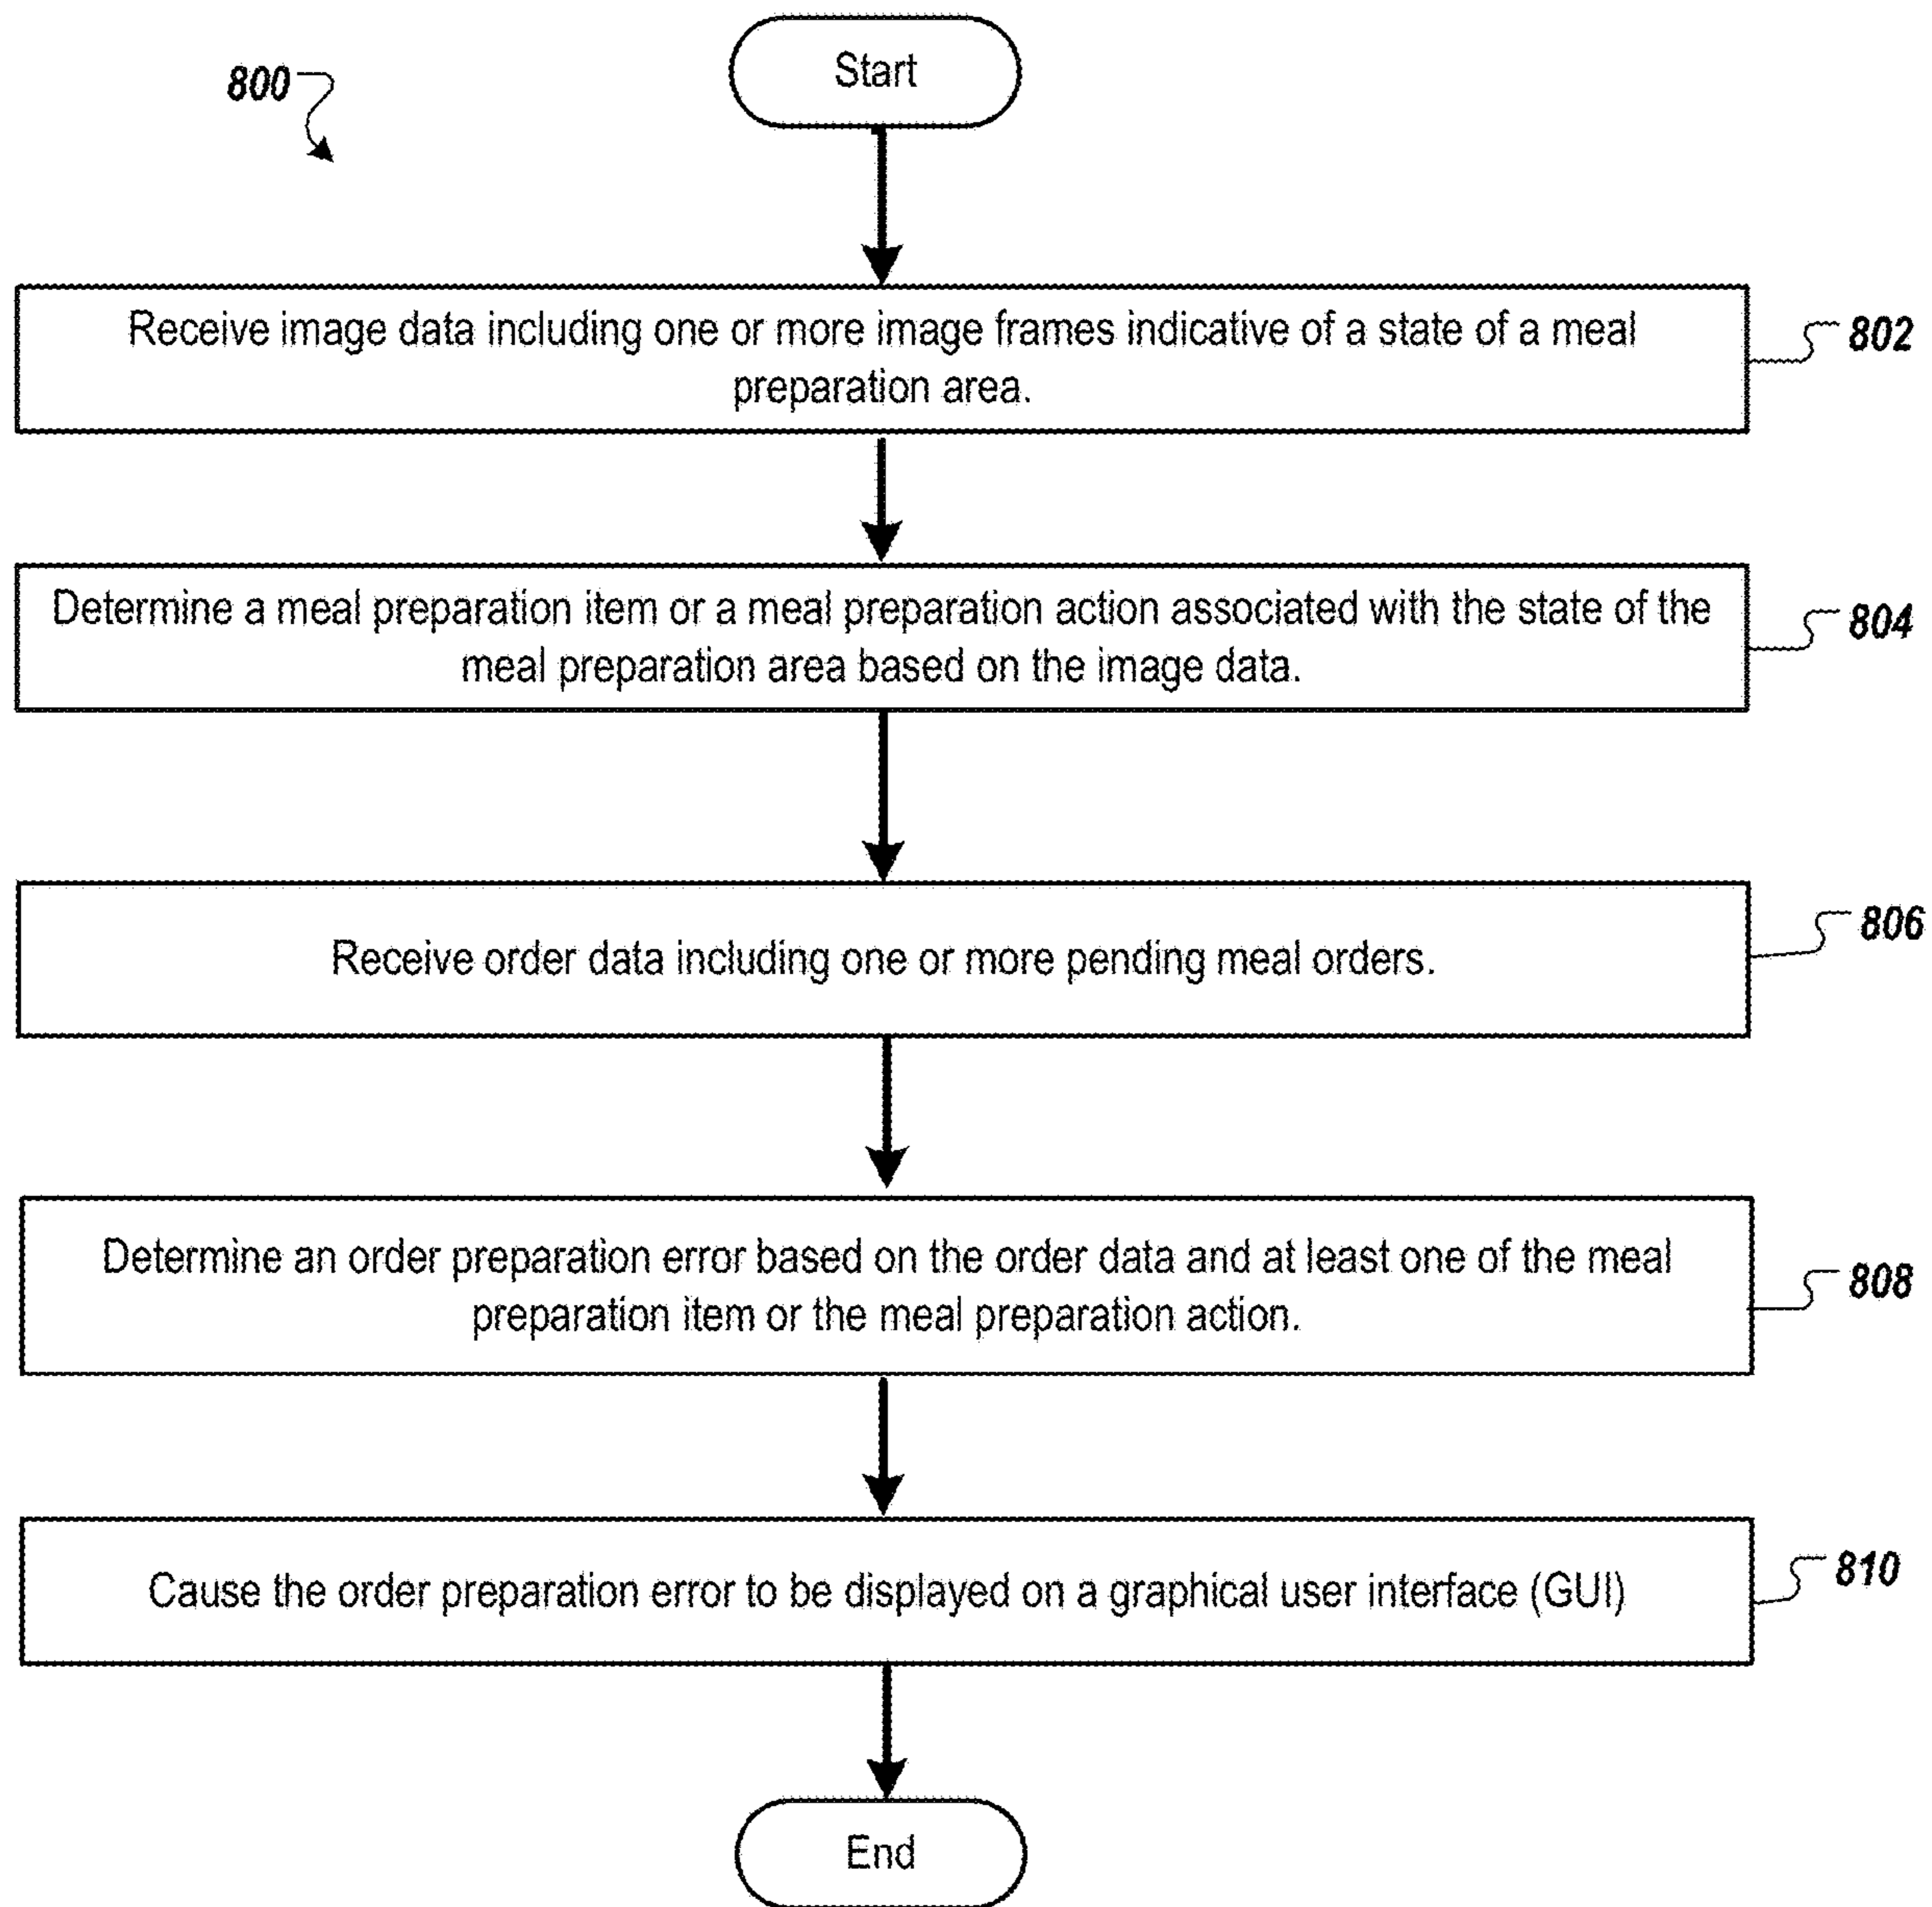 800
Start
Receive image data including one or more image frames indicative of a state of a meal
preparation area.
802
Determine a meal preparation item or a meal preparation action associated with the state of the
meal preparation area based on the image data.
804
Receive order data including one or more pending meal orders.
806
Determine an order preparation error based on the order data and at least one of the meal
preparation item or the meal preparation action.
808
Cause the order preparation error to be displayed on a graphical user interface (GUI)
810
End